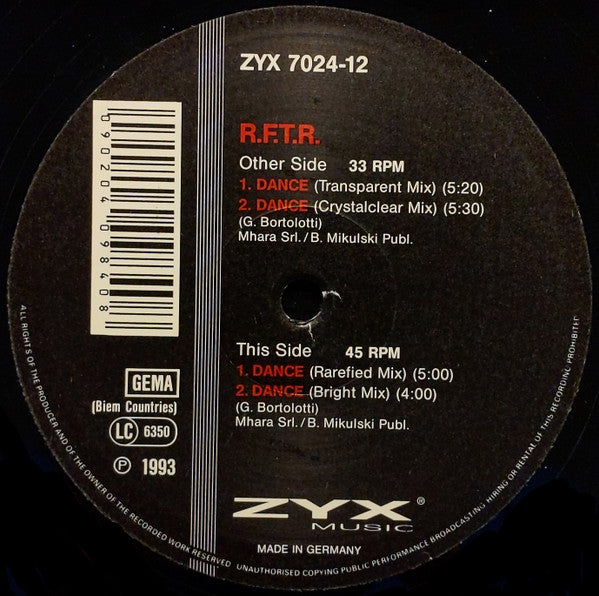 ZYX 7024-12
R.F.T.R.
Other Side 33 RPM
1. DANCE (Transparent Mix) (5:20)
2. DANCE (Crystalclear Mix) (5:30)
(G. Bortolotti)
Mhara Srl./B. Mikulski Publ.
090204098408
This Side 45 RPM
1. DANCE (Rarefied Mix) (5:00)
2. DANCE (Bright Mix) (4:00)
(G. Bortolotti)
Mhara Srl./B. Mikulski Publ.
GEMA
(Biem Countries)
LC 6350
℗ 1993
ZYX®
MUSIC
MADE IN GERMANY
ALL RIGHTS OF THE PRODUCER AND OF THE OWNER OF THE RECORDED WORK RESERVED UNAUTHORISED COPYING PUBLIC PERFORMANCE BROADCASTING HIRING OR RENTAL OF THIS RECORDING PROHIBITED